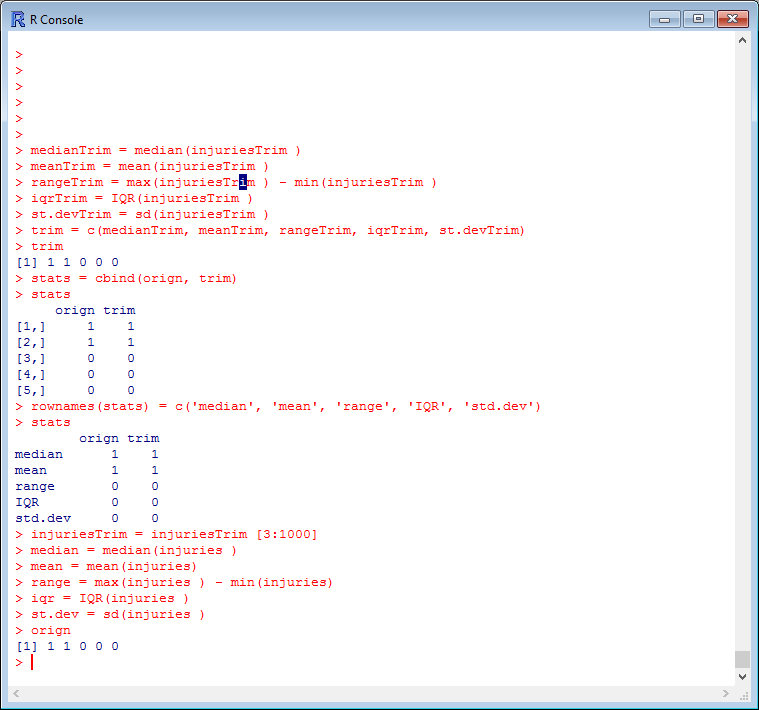 R Console
>
>
>
>
>
>
> medianTrim = median(injuriesTrim )
> meanTrim = mean(injuriesTrim )
> rangeTrim = max(injuriesTrim ) - min(injuriesTrim )
> iqrTrim = IQR(injuriesTrim )
> st.devTrim = sd(injuriesTrim )
> trim = c(medianTrim, meanTrim, rangeTrim, iqrTrim, st.devTrim)
> trim
[1] 1 1 0 0 0
> stats = cbind(orign, trim)
> stats
     orign trim
[1,]     1    1
[2,]     1    1
[3,]     0    0
[4,]     0    0
[5,]     0    0
> rownames(stats) = c('median', 'mean', 'range', 'IQR', 'std.dev')
> stats
        orign trim
median      1    1
mean        1    1
range       0    0
IQR         0    0
std.dev     0    0
> injuriesTrim = injuriesTrim [3:1000]
> median = median(injuries )
> mean = mean(injuries)
> range = max(injuries ) - min(injuries)
> iqr = IQR(injuries )
> st.dev = sd(injuries )
> orign
[1] 1 1 0 0 0
>